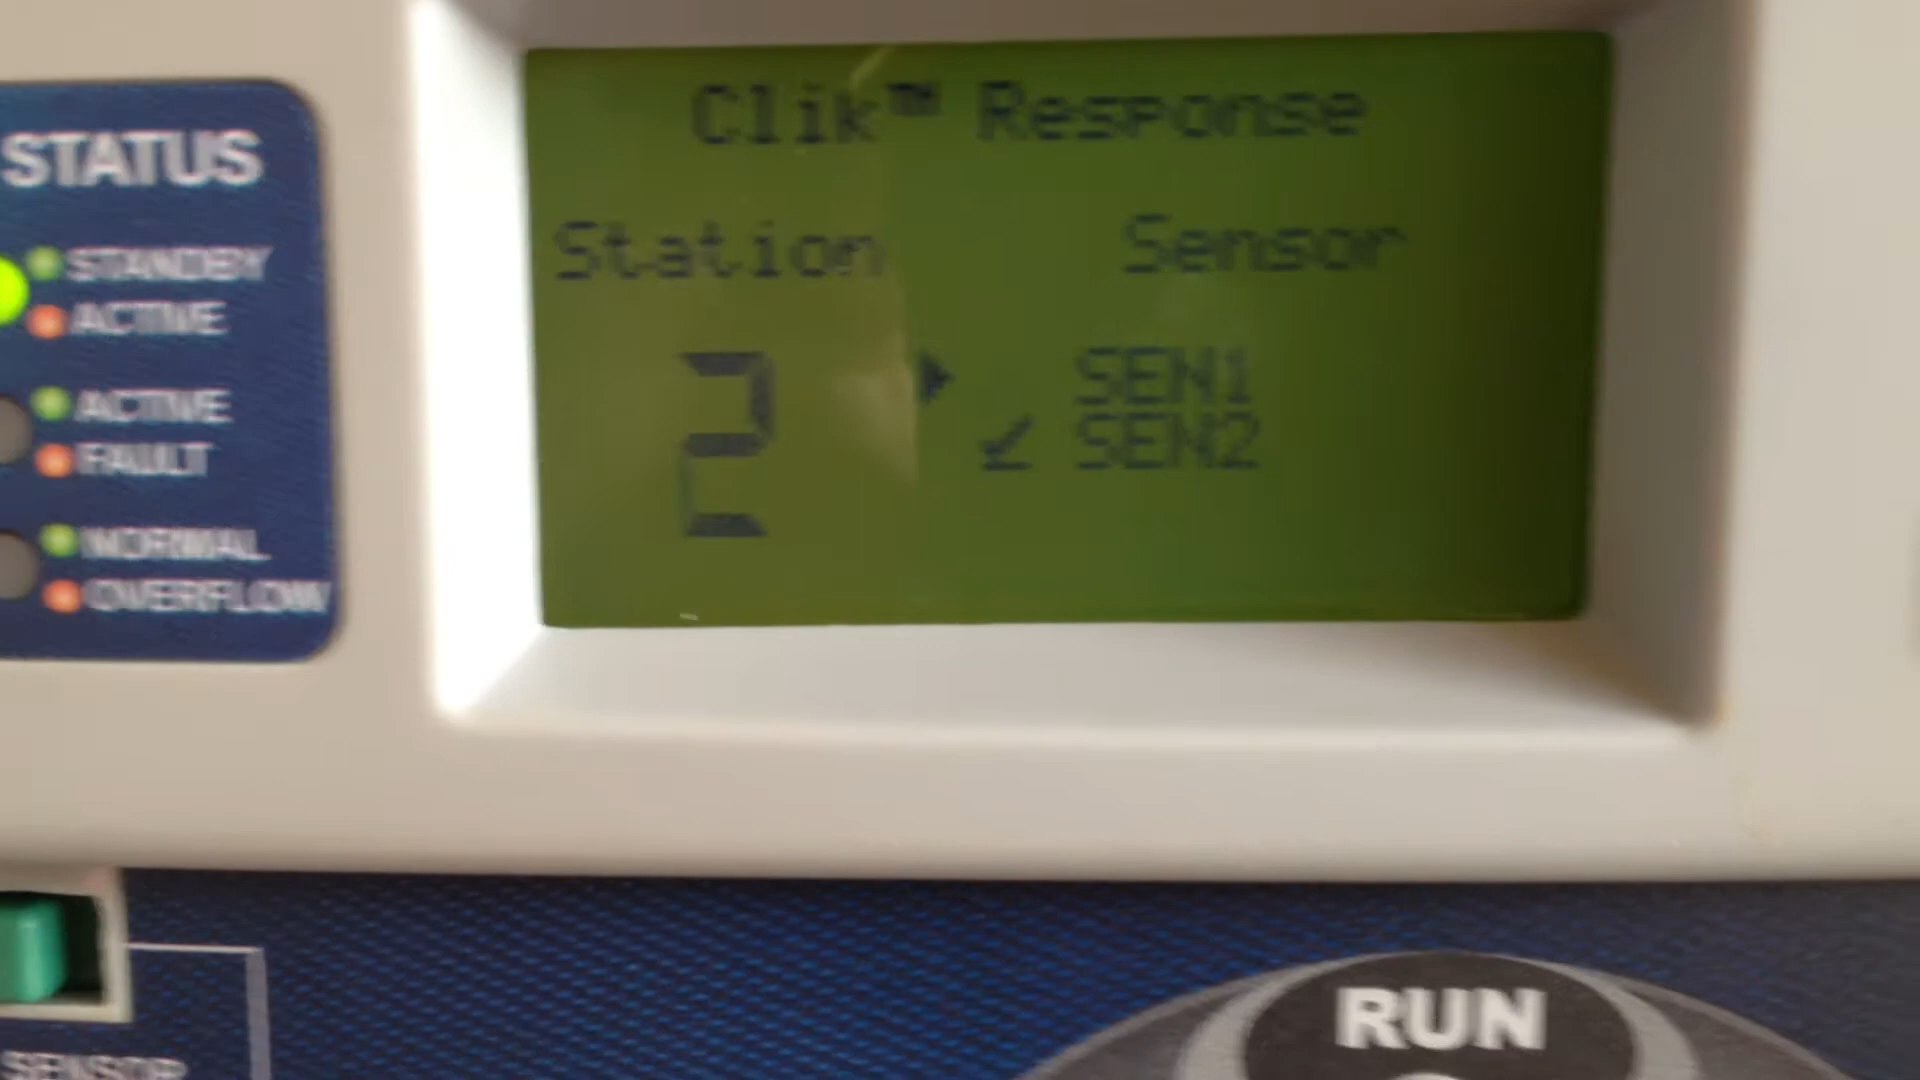 Clik™ Response
Station Sensor
2
SEN1
SEN2
STATUS
STANDBY
ACTIVE
ACTIVE
FAULT
NORMAL
OVERFLOW
SENSOR
RUN